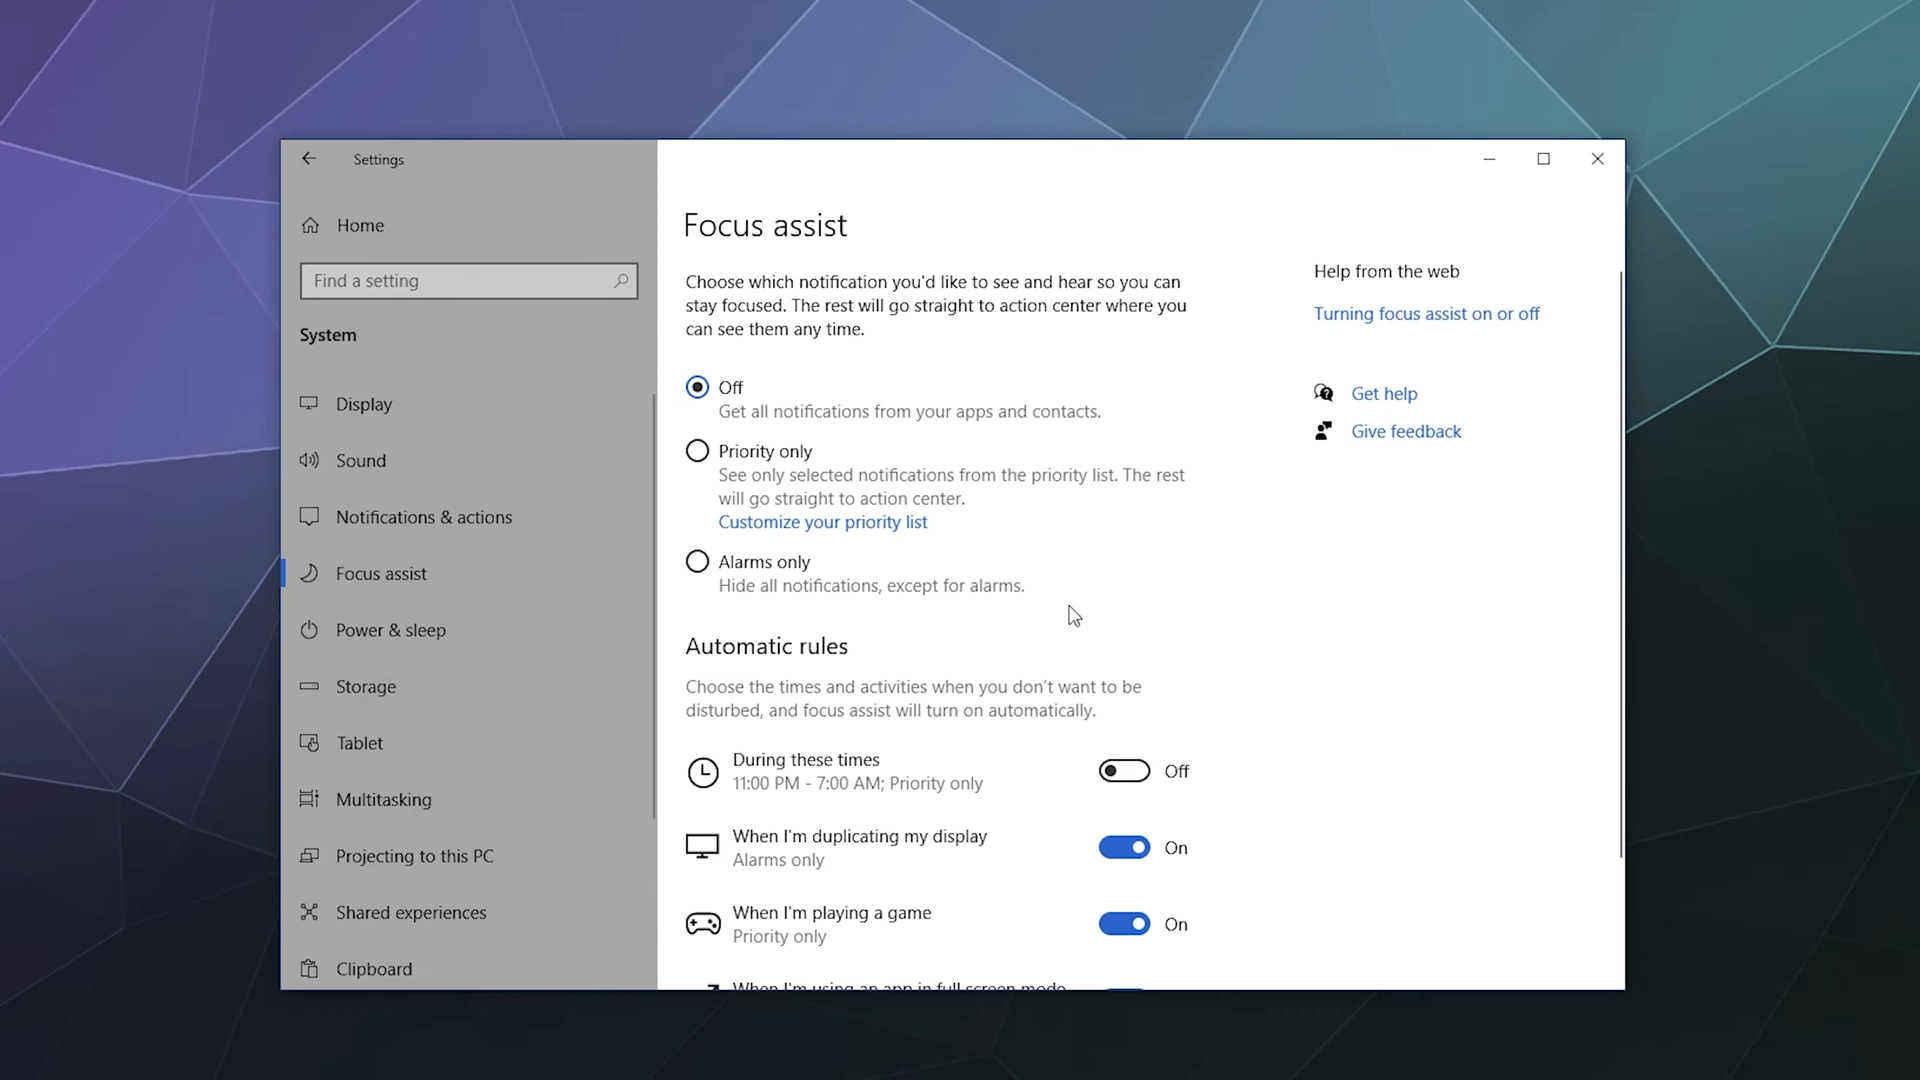 Settings
Home
Find a setting
System
Display
Sound
Notifications & actions
Focus assist
Power & sleep
Storage
Tablet
Multitasking
Projecting to this PC
Shared experiences
Clipboard
Focus assist
Choose which notification you'd like to see and hear so you can
stay focused. The rest will go straight to action center where you
can see them any time.
Off
Get all notifications from your apps and contacts.
Priority only
See only selected notifications from the priority list. The rest
will go straight to action center.
Customize your priority list
Alarms only
Hide all notifications, except for alarms.
Automatic rules
Choose the times and activities when you don't want to be
disturbed, and focus assist will turn on automatically.
During these times
11:00 PM - 7:00 AM; Priority only
Off
When I'm duplicating my display
Alarms only
On
When I'm playing a game
Priority only
On
When I'm using an app in full screen mode
Help from the web
Turning focus assist on or off
Get help
Give feedback